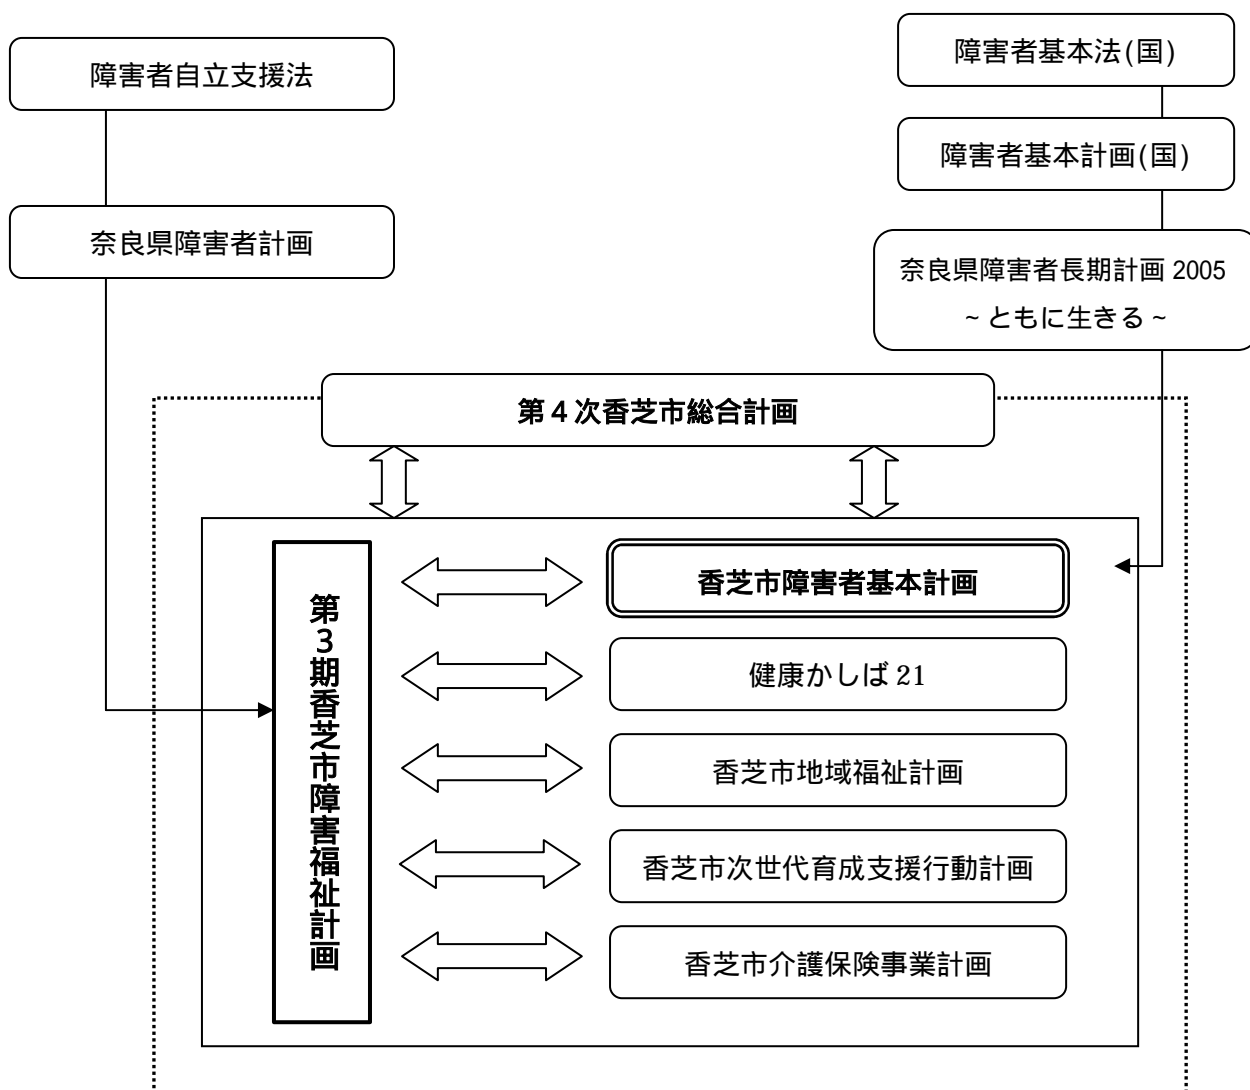 障害者自立支援法
障害者基本法(国)
障害者基本計画(国)
奈良県障害者計画
奈良県障害者長期計画 2005
~ ともに生きる ~
第４次香芝市総合計画
第３期香芝市障害福祉計画
香芝市障害者基本計画
健康かしば 21
香芝市地域福祉計画
香芝市次世代育成支援行動計画
香芝市介護保険事業計画